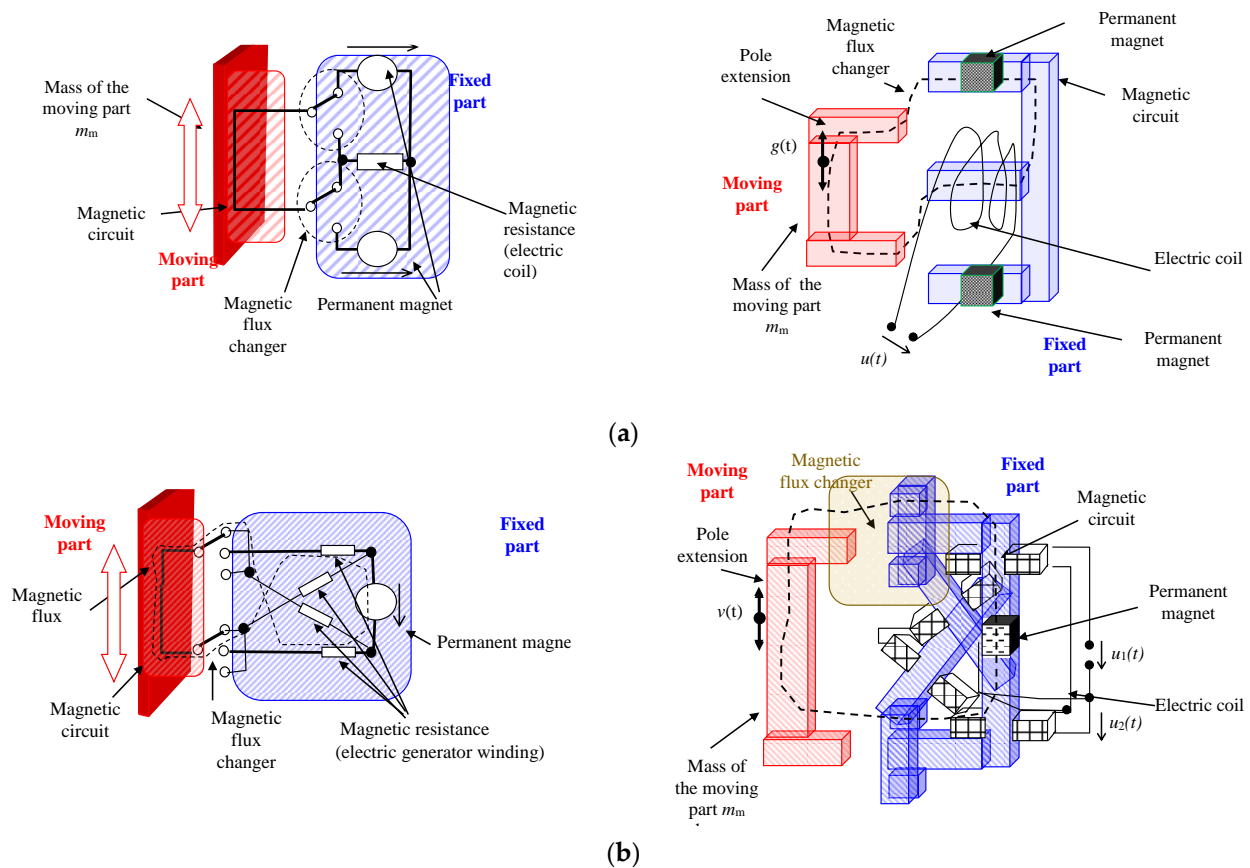 Mass of the
moving part
mm
Fixed
part
Magnetic
circuit
Moving
part
Magnetic
flux
changer
Permanent magnet
Magnetic
resistance
(electric
coil)
Magnetic
flux
changer
Pole
extension
Permanent
magnet
Magnetic
circuit
g(t)
Moving
part
Mass of the
moving part
mm
Electric coil
u(t)
Fixed
part
Permanent
magnet
(a)
Moving
part
Fixed
part
Magnetic
flux
Magnetic
circuit
Magnetic
flux
changer
Permanent magne
Magnetic resistance
(electric generator winding)
Moving
part
Magnetic
flux changer
Fixed
part
Magnetic
circuit
Pole
extension
v(t)
Permanent
magnet
u1(t)
Electric coil
u2(t)
Mass of
the moving
part mm
(b)